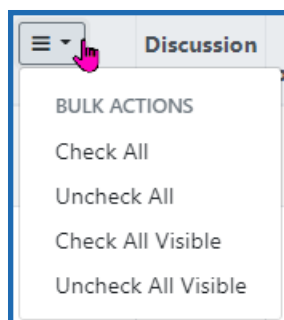 Discussion
BULK ACTIONS
Check All
Uncheck All
Check All Visible
Uncheck All Visible